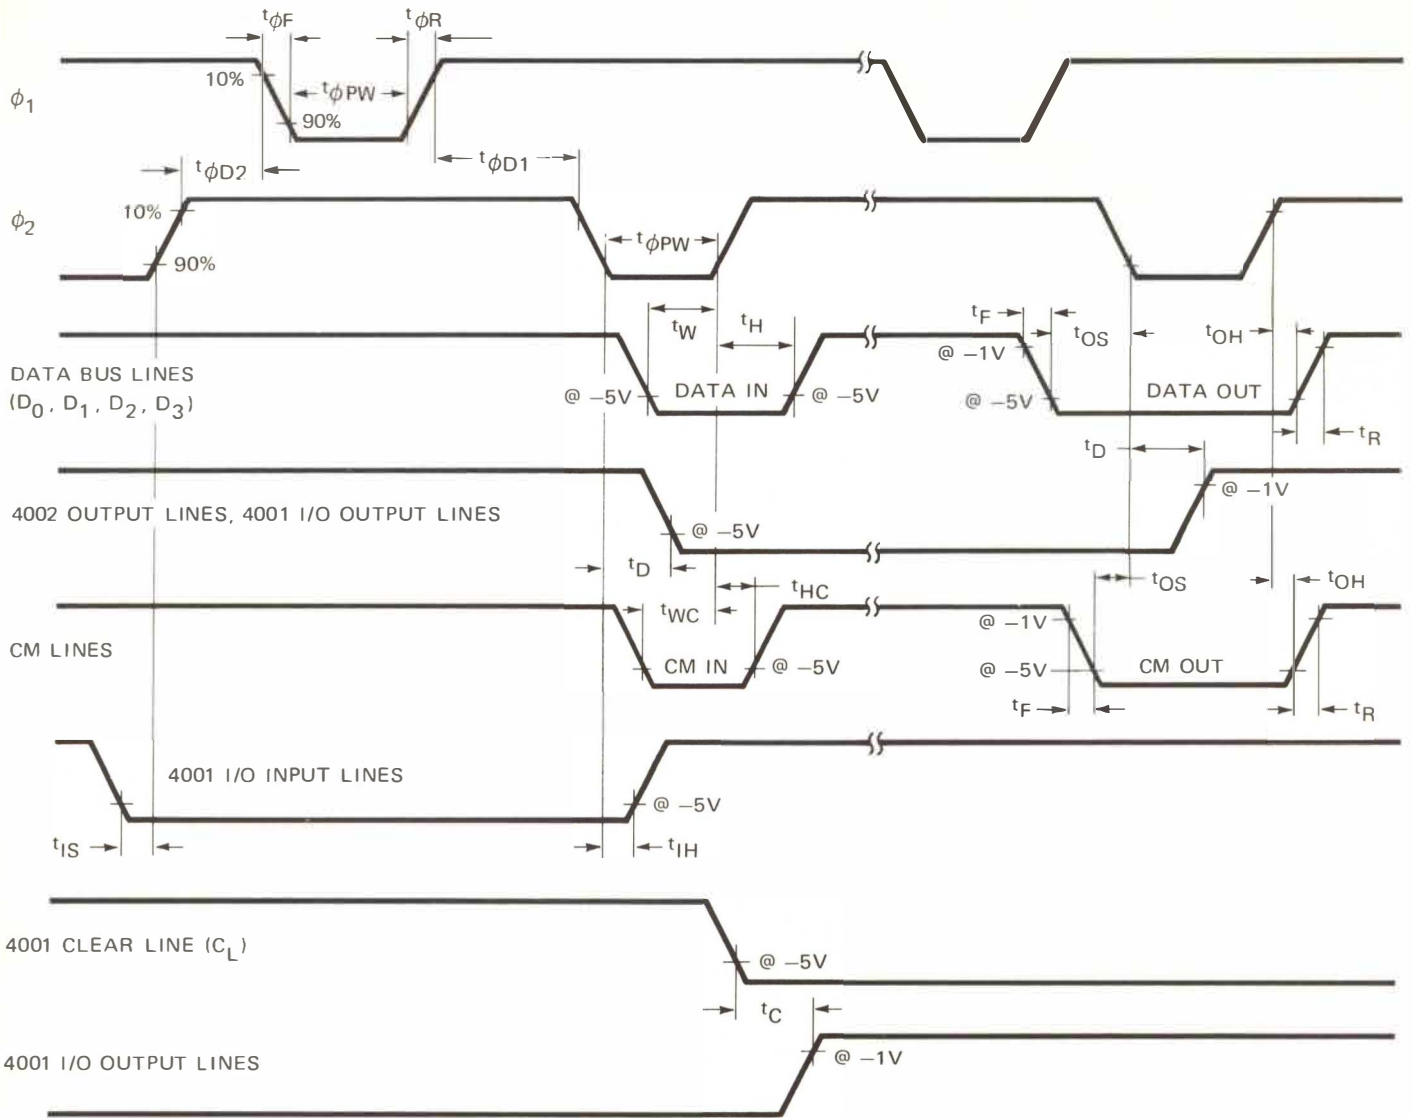 tϕF
tϕR
10%
tϕPW
ϕ1
90%
tϕD2
tϕD1
10%
ϕ2
tϕPW
90%
tW
tH
tF
tOS
tOH
@ –1V
DATA BUS LINES
(D0, D1, D2, D3)
@ –5V
DATA IN
@ –5V
@ –5V
DATA OUT
tD
tR
@ –1V
4002 OUTPUT LINES, 4001 I/O OUTPUT LINES
@ –5V
tD
tHC
tOS
tOH
tWC
@ –1V
CM LINES
CM IN
@ –5V
@ –5V
CM OUT
tF
tR
4001 I/O INPUT LINES
@ –5V
tIS
tIH
4001 CLEAR LINE (CL)
@ –5V
tC
4001 I/O OUTPUT LINES
@ –1V